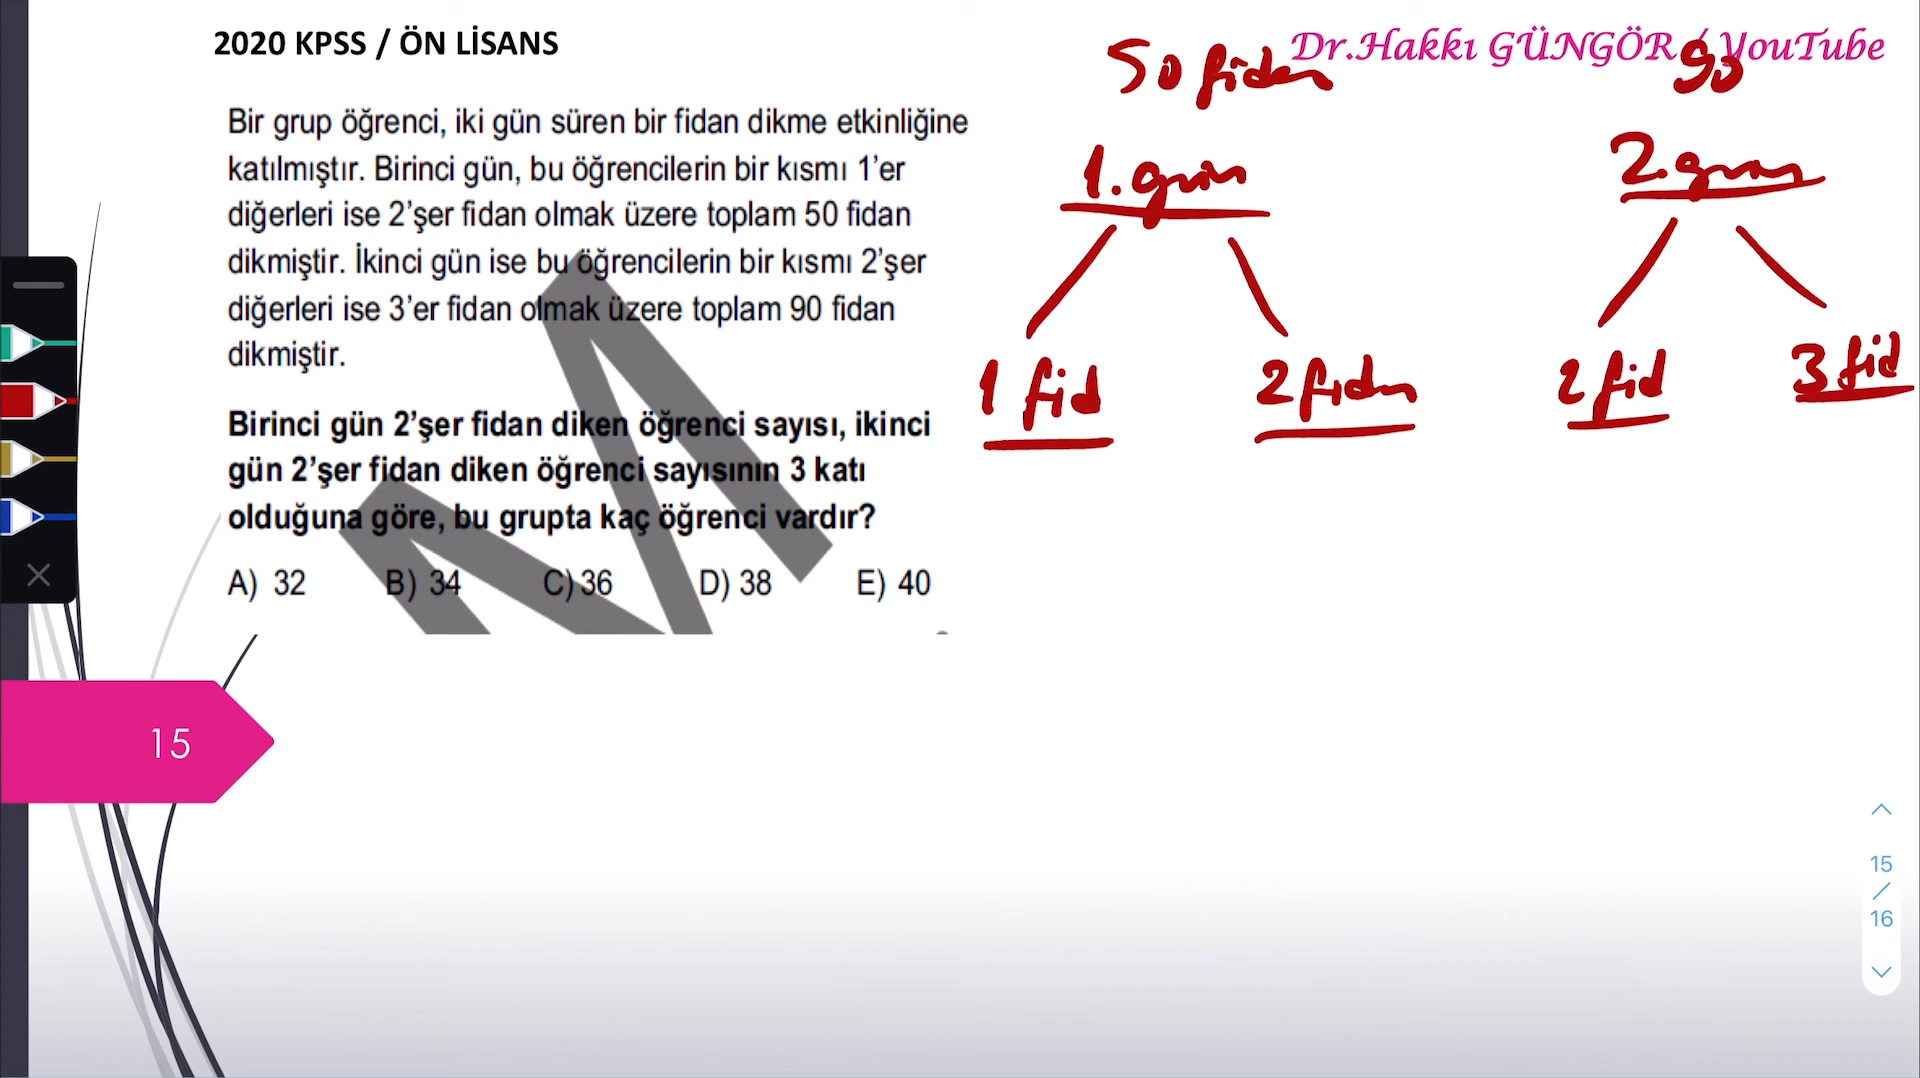 2020 KPSS / ÖN LİSANS
Dr.Hakkı GÜNGÖR / YouTube
50 fidan
90
Bir grup öğrenci, iki gün süren bir fidan dikme etkinliğine
katılmıştır. Birinci gün, bu öğrencilerin bir kısmı 1’er
diğerleri ise 2’şer fidan olmak üzere toplam 50 fidan
dikmiştir. İkinci gün ise bu öğrencilerin bir kısmı 2’şer
diğerleri ise 3’er fidan olmak üzere toplam 90 fidan
dikmiştir.
Birinci gün 2’şer fidan diken öğrenci sayısı, ikinci
gün 2’şer fidan diken öğrenci sayısının 3 katı
olduğuna göre, bu grupta kaç öğrenci vardır?
A) 32 B) 34 C) 36 D) 38 E) 40
1.gün
2.gün
1 fid
2 fidan
2 fid
3 fid
15
15
/
16